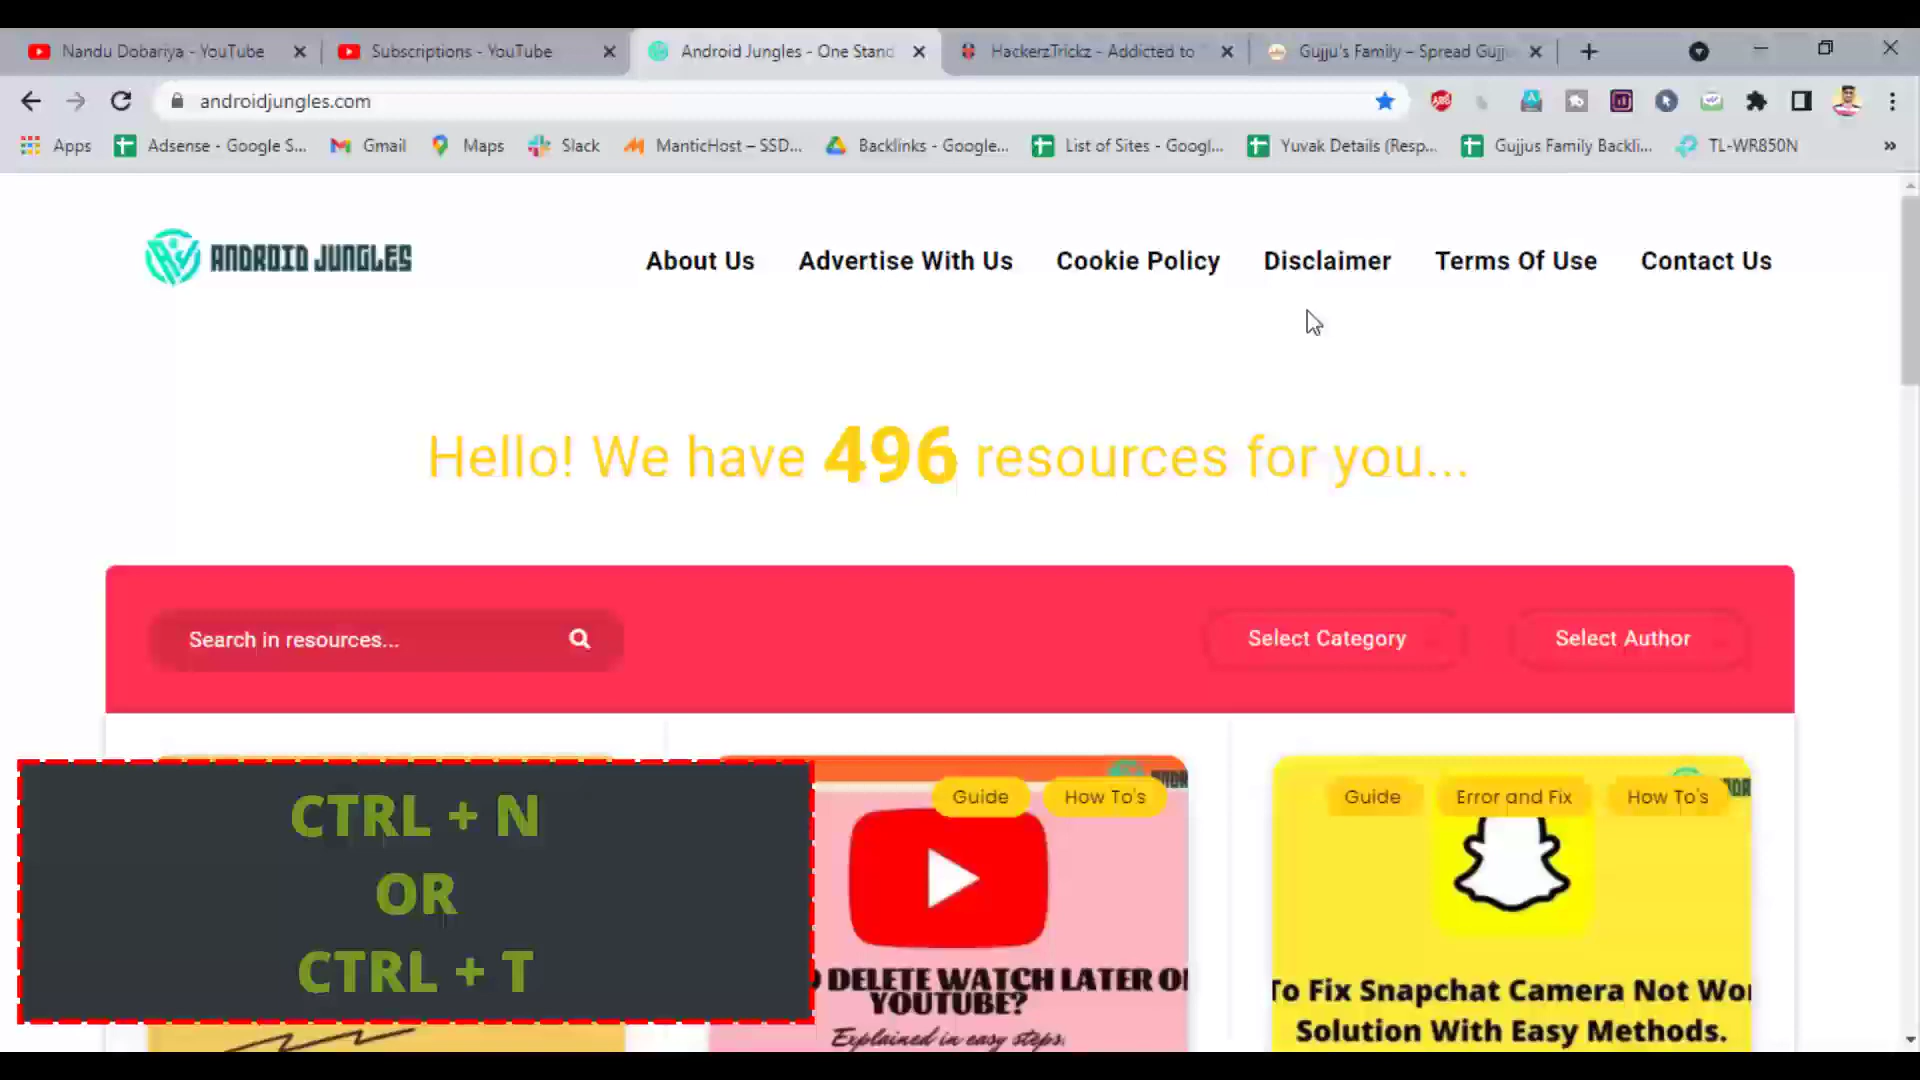 Nandu Dobariya - YouTube
Subscriptions - YouTube
Android Jungles - One Stand
HackerzTrickz - Addicted to
Gujju's Family – Spread Gujj
androidjungles.com
ABP
Apps
Adsense - Google S...
Gmail
Maps
Slack
ManticHost – SSD...
Backlinks - Google...
List of Sites - Googl...
Yuvak Details (Resp...
Gujjus Family Backli...
TL-WR850N
»
ANDROID JUNGLES
About Us
Advertise With Us
Cookie Policy
Disclaimer
Terms Of Use
Contact Us
Hello! We have 496 resources for you...
Search in resources...
Select Category
Select Author
CTRL + N
OR
CTRL + T
Guide
How To's
DELETE WATCH LATER O
YOUTUBE?
Explained in easy steps.
Guide
Error and Fix
How To's
To Fix Snapchat Camera Not Wo
Solution With Easy Methods.